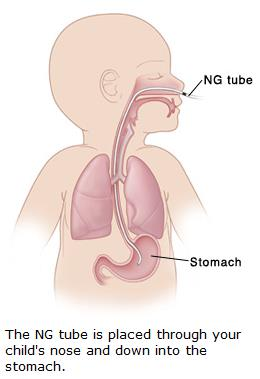 NG tube
Stomach
The NG tube is placed through your
child's nose and down into the
stomach.